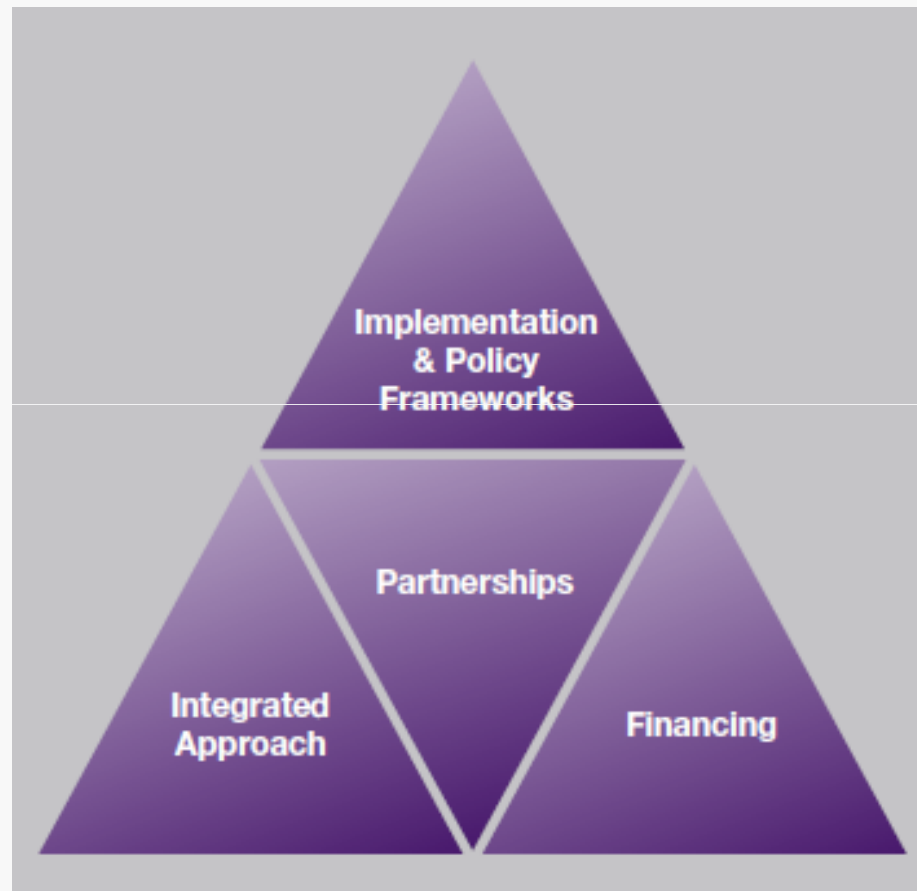 Implementation
& Policy
Frameworks
Partnerships
Integrated
Approach
Financing